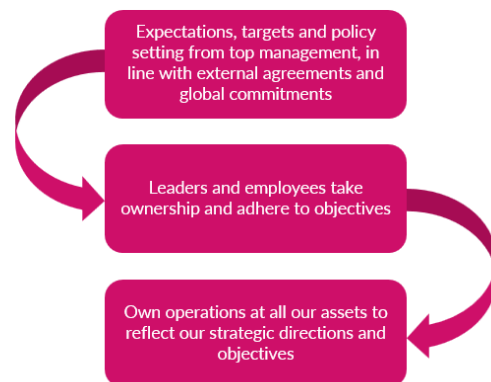 Expectations, targets and policy
setting from top management, in
line with external agreements and
global commitments
Leaders and employees take
ownership and adhere to objectives
Own operations at all our assets to
reflect our strategic directions and
objectives